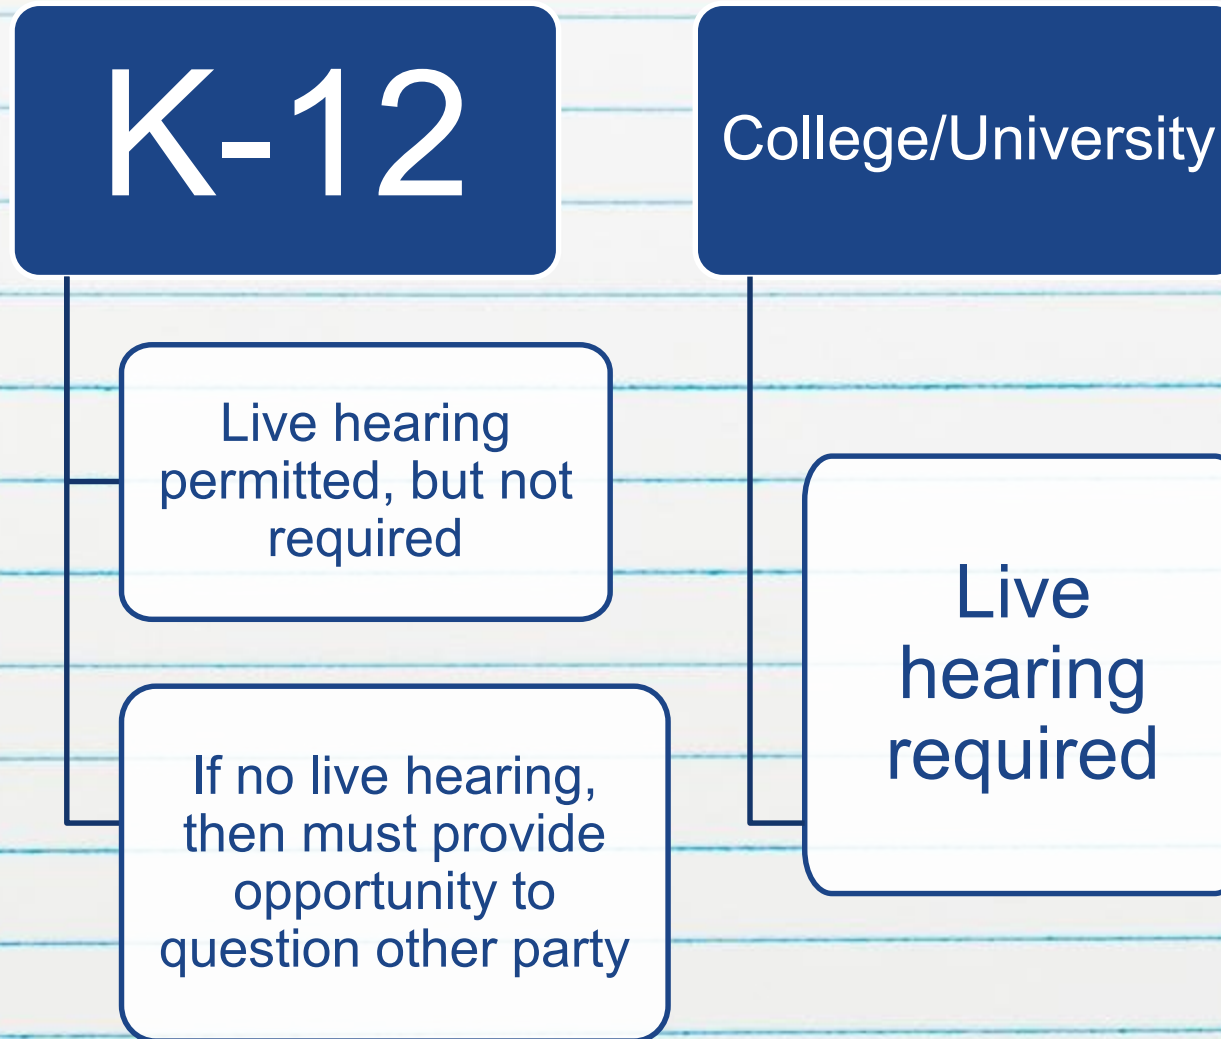 K-12
Live hearing
permitted, but not
required
If no live hearing,
then must provide
opportunity to
question other party
College/University
Live
hearing
required